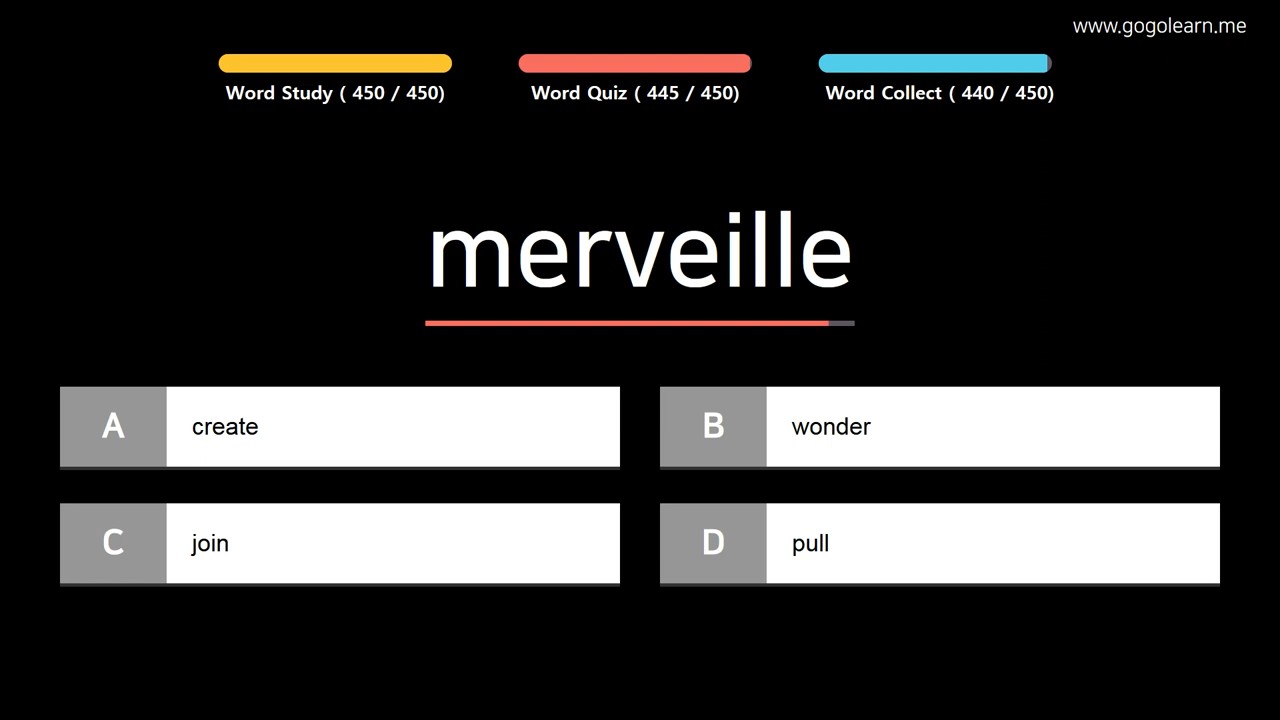 www.gogolearn.me
Word Study ( 450 / 450)
Word Quiz ( 445 / 450)
Word Collect ( 440 / 450)
merveille
A
create
B
wonder
C
join
D
pull